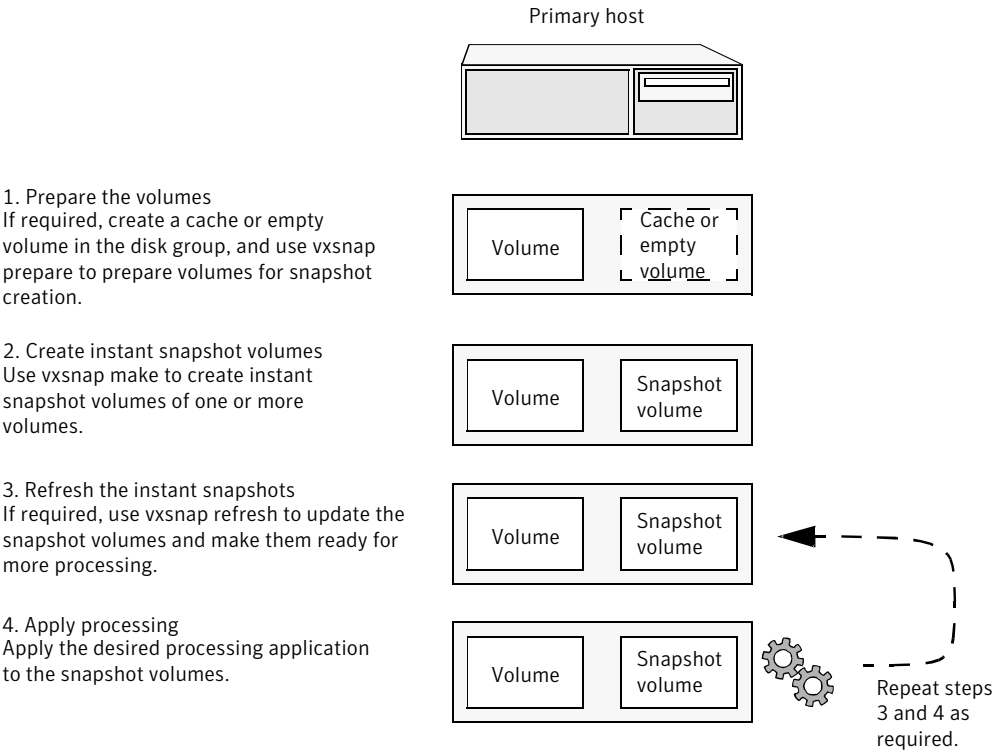 Primary host
1. Prepare the volumes
If required, create a cache or empty
volume in the disk group, and use vxsnap
prepare to prepare volumes for snapshot
creation.
Volume
Cache or
empty
volume
2. Create instant snapshot volumes
Use vxsnap make to create instant
snapshot volumes of one or more
volumes.
Volume
Snapshot
volume
3. Refresh the instant snapshots
If required, use vxsnap refresh to update the
snapshot volumes and make them ready for
more processing.
Volume
Snapshot
volume
4. Apply processing
Apply the desired processing application
to the snapshot volumes.
Volume
Snapshot
volume
Repeat steps
3 and 4 as
required.